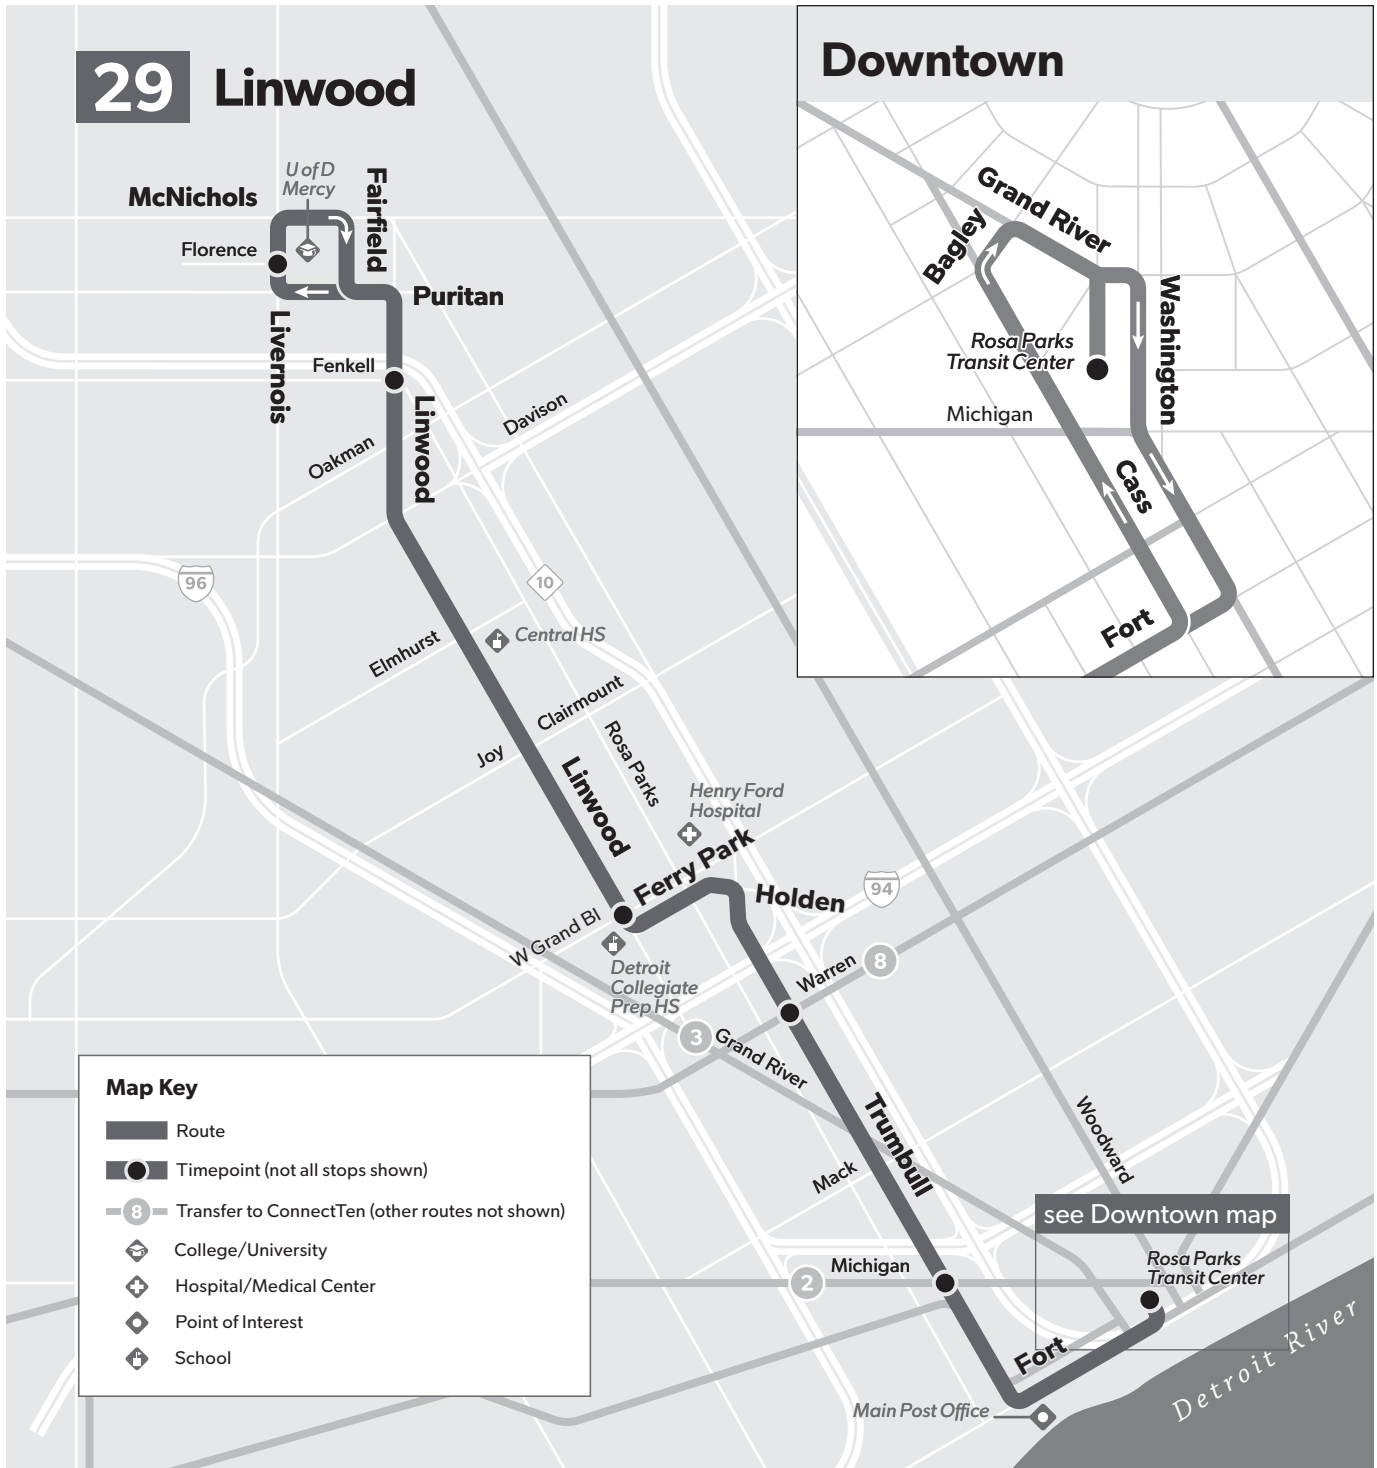 29 Linwood
U of D
Mercy
McNichols
Fairfield
Florence
Puritan
Livernois
Fenkell
Linwood
Davison
Oakman
96
10
Central HS
Elmhurst
Clairmount
Joy
Rosa Parks
Linwood
Henry Ford
Hospital
Ferry Park
Holden
94
W Grand Bl
Detroit
Collegiate
Prep HS
Warren
8
3
Grand River
Trumbull
Woodward
Mack
see Downtown map
Rosa Parks
Transit Center
Michigan
2
Fort
Main Post Office
Detroit River
Downtown
Grand River
Bagley
Washington
Rosa Parks
Transit Center
Michigan
Cass
Fort
Map Key
Route
Timepoint (not all stops shown)
8 Transfer to ConnectTen (other routes not shown)
College/University
Hospital/Medical Center
Point of Interest
School